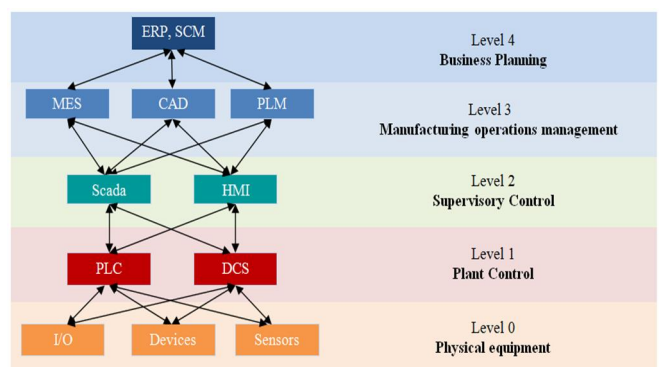 ERP, SCM
Level 4
Business Planning
MES
CAD
PLM
Level 3
Manufacturing operations management
Scada
HMI
Level 2
Supervisory Control
PLC
DCS
Level 1
Plant Control
I/O
Devices
Sensors
Level 0
Physical equipment